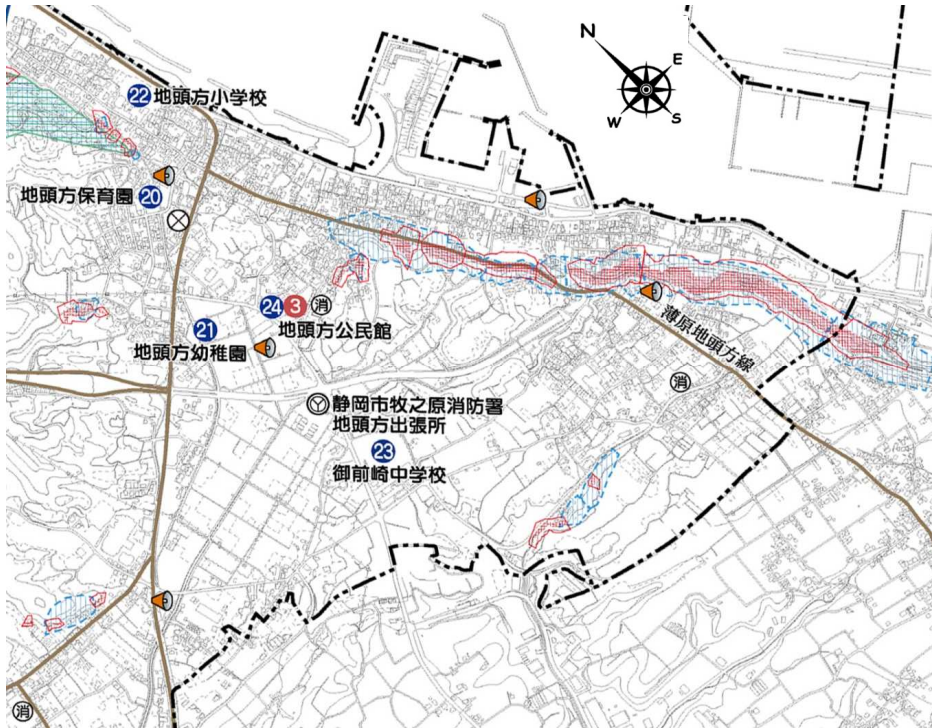 N
E
W
S
22 地頭方小学校
地頭方保育園 20
24 3 消
地頭方公民館
21
地頭方幼稚園
薄原地頭方線
消
静岡市牧之原消防署
地頭方出張所
23
御前崎中学校
消